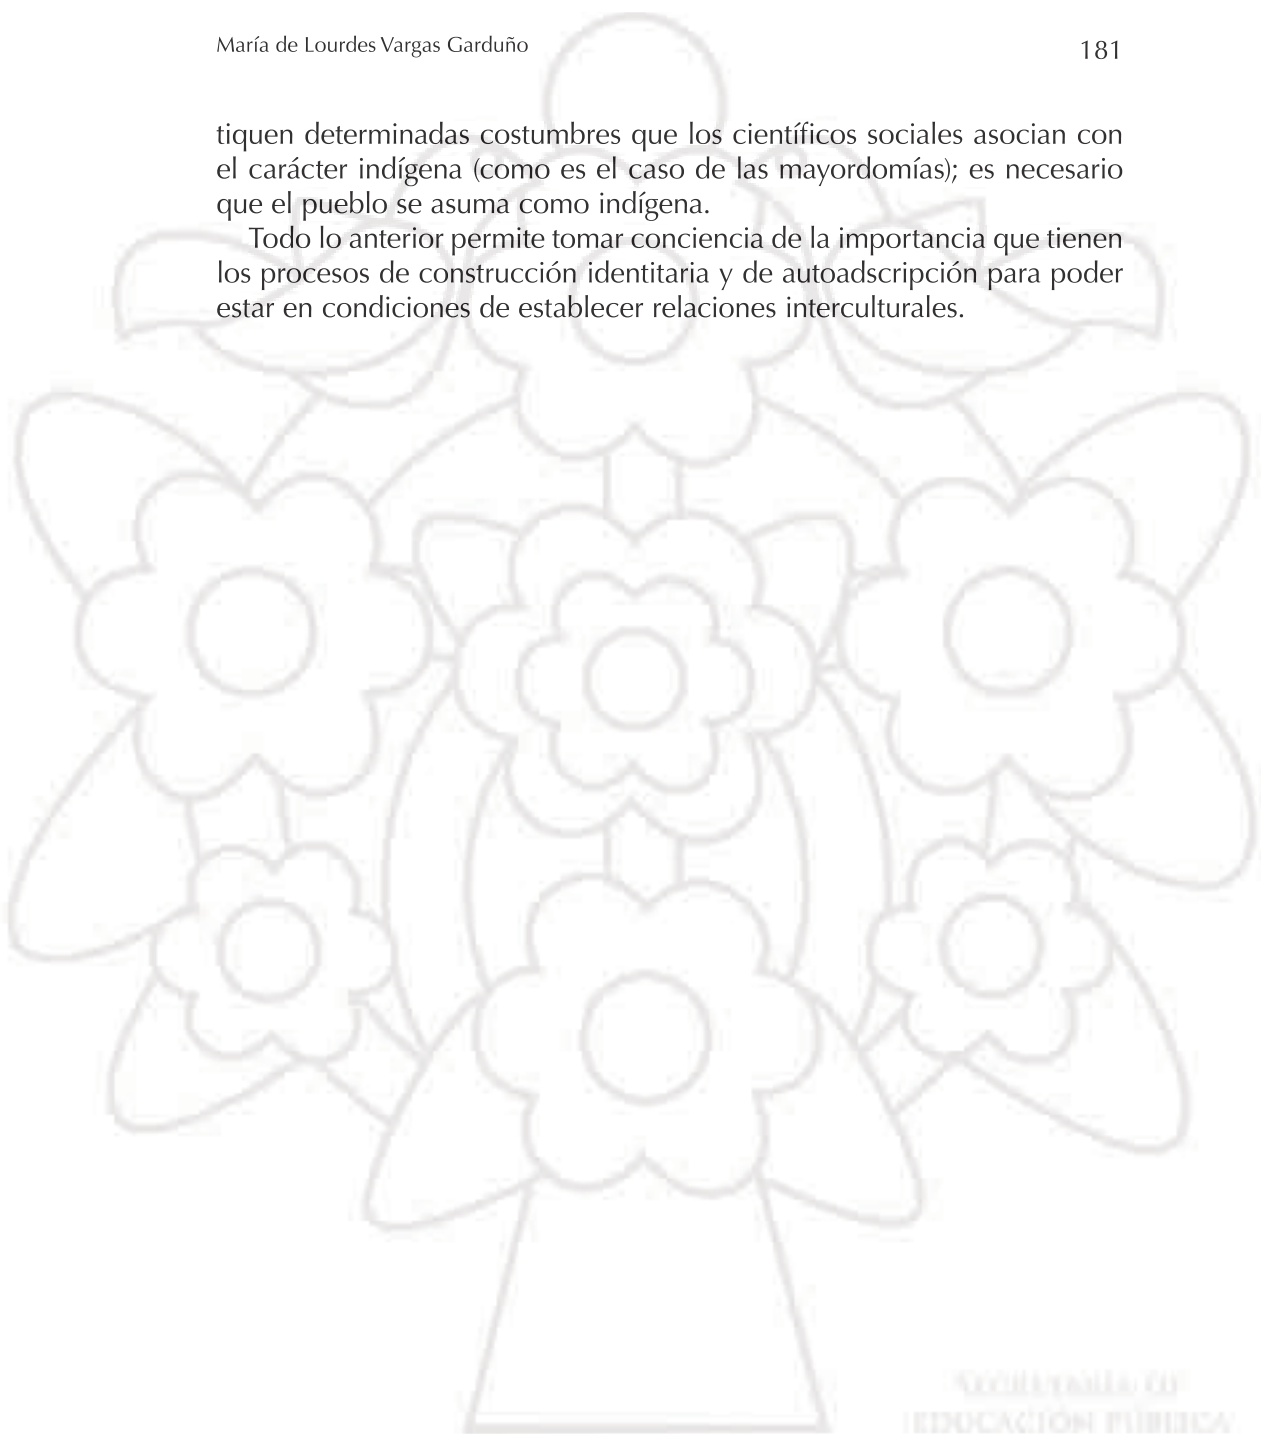 María de Lourdes Vargas Garduño
181
tiquen determinadas costumbres que los científicos sociales asocian con
el carácter indígena (como es el caso de las mayordomías); es necesario
que el pueblo se asuma como indígena.
Todo lo anterior permite tomar conciencia de la importancia que tienen
los procesos de construcción identitaria y de autoadscripción para poder
estar en condiciones de establecer relaciones interculturales.
SECRETARÍA DE
EDUCACIÓN PÚBLICA